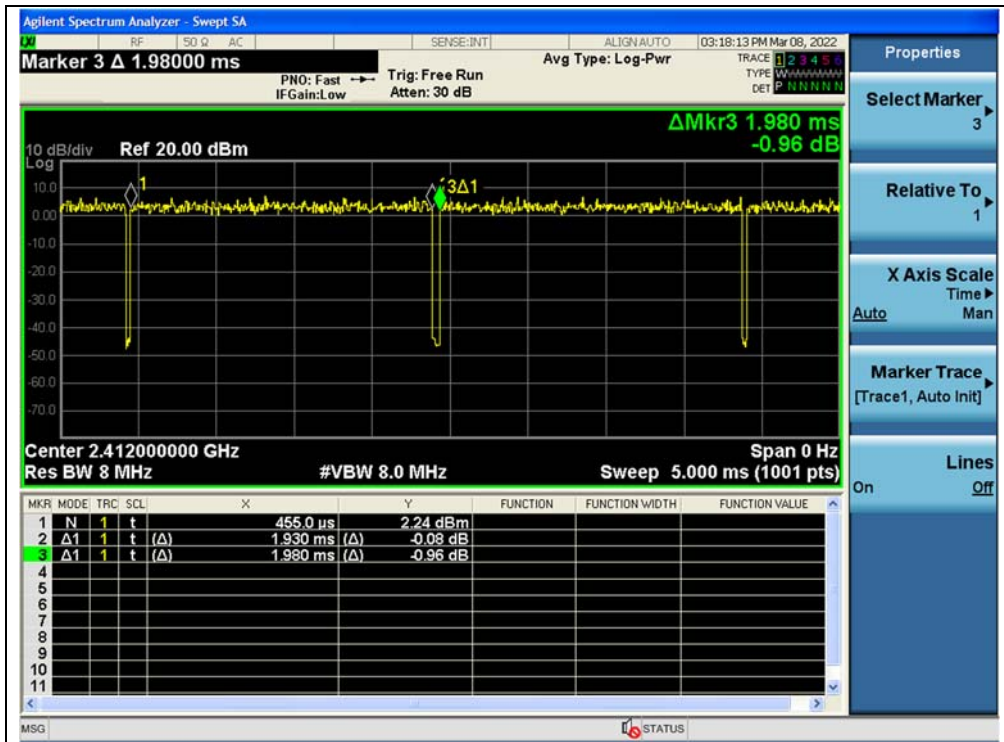 Agilent Spectrum Analyzer - Swept SA
LXI RF 50 Ω AC SENSE:INT ALIGNAUTO 03:18:13 PM Mar 08, 2022
Marker 3 Δ 1.98000 ms
PNO: Fast
IFGain:Low
Trig: Free Run
Atten: 30 dB
Avg Type: Log-Pwr
TRACE 1 2 3 4 5 6
TYPE W
DET P N N N N N
ΔMkr3 1.980 ms
-0.96 dB
10 dB/div Ref 20.00 dBm
Log
10.0
0.00
-10.0
-20.0
-30.0
-40.0
-50.0
-60.0
-70.0
1
3Δ1
Center 2.412000000 GHz Span 0 Hz
Res BW 8 MHz #VBW 8.0 MHz Sweep 5.000 ms (1001 pts)
MKR MODE TRC SCL X Y FUNCTION FUNCTION WIDTH FUNCTION VALUE
1 N 1 t 455.0 µs 2.24 dBm
2 Δ1 1 t (Δ) 1.930 ms (Δ) -0.08 dB
3 Δ1 1 t (Δ) 1.980 ms (Δ) -0.96 dB
4
5
6
7
8
9
10
11
MSG STATUS
Properties
Select Marker
3
Relative To
1
X Axis Scale
Time
Auto Man
Marker Trace
[Trace1, Auto Init]
Lines
On Off